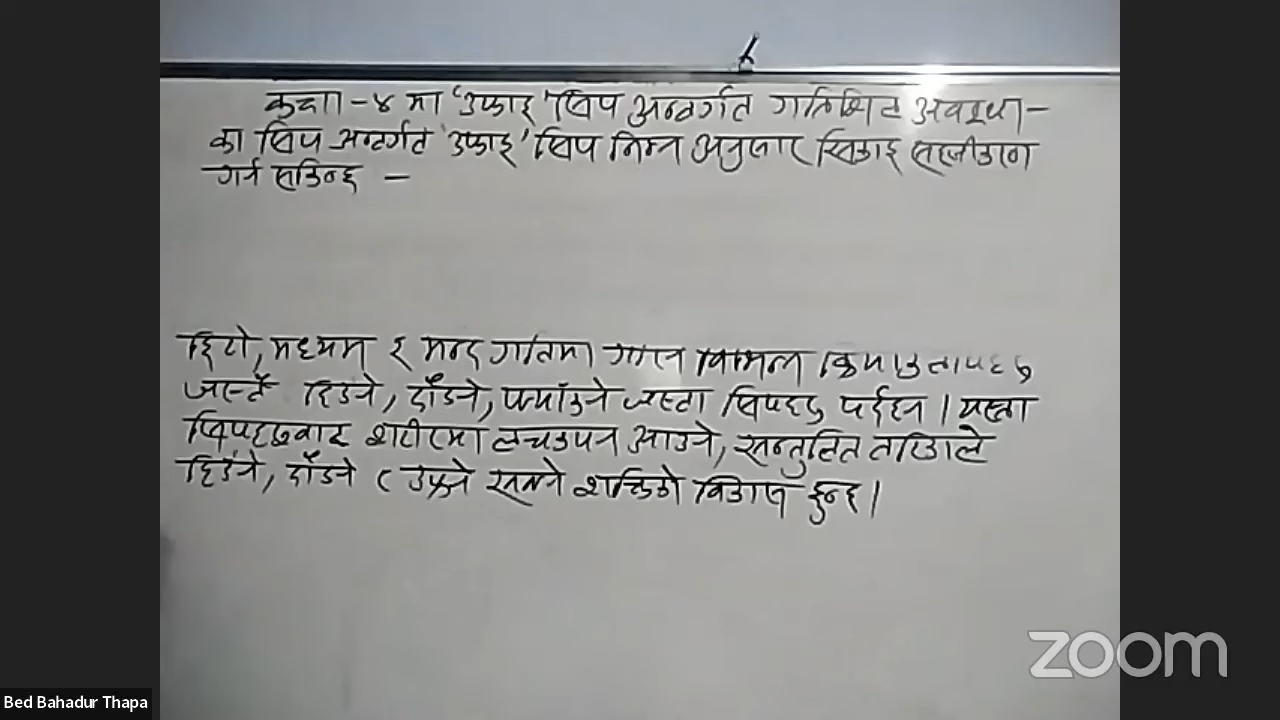 कक्षा-४ मा 'उफ्राइ' सिप अन्तर्गत गतिशिल अवस्था-
का सिप अन्तर्गत 'उफ्राइ' सिप निम्न अनुसार सिकाइ सहजीकरण
गर्न सकिन्छ -
छिटो, मध्यम र मन्द गतिमा गरिने विभिन्न क्रियाकलापहरु
जस्तै हिडने, दौडने, फ्याँउने जस्ता सिपहरु पर्दछन । यस्ता
सिपहरुबाट शरीरमा लचकपन आउने, सन्तुलित तरिकाले
हिडने, दौडने र उफ्रने सक्ने शक्तिको विकास हुन्छ ।
zoom
Bed Bahadur Thapa